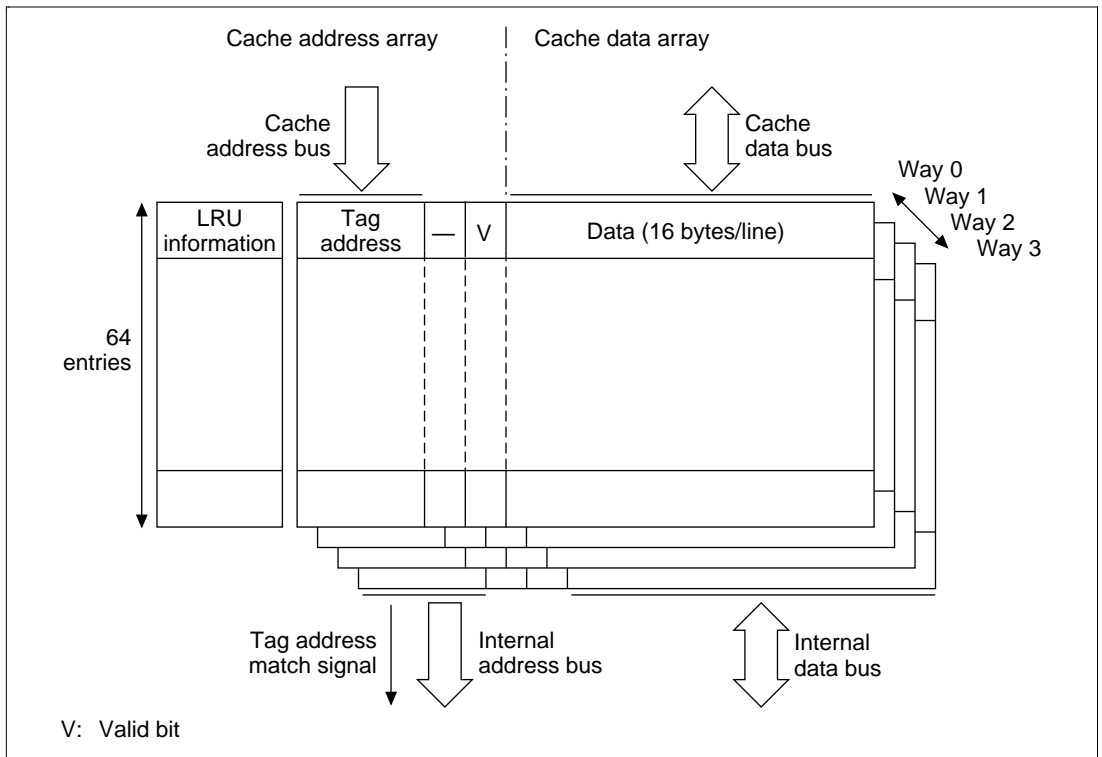 Cache address array
Cache data array
Cache
address bus
Cache
data bus
Way 0
Way 1
Way 2
Way 3
LRU
information
Tag
address
—
V
Data (16 bytes/line)
64
entries
Tag address
match signal
Internal
address bus
Internal
data bus
V: Valid bit